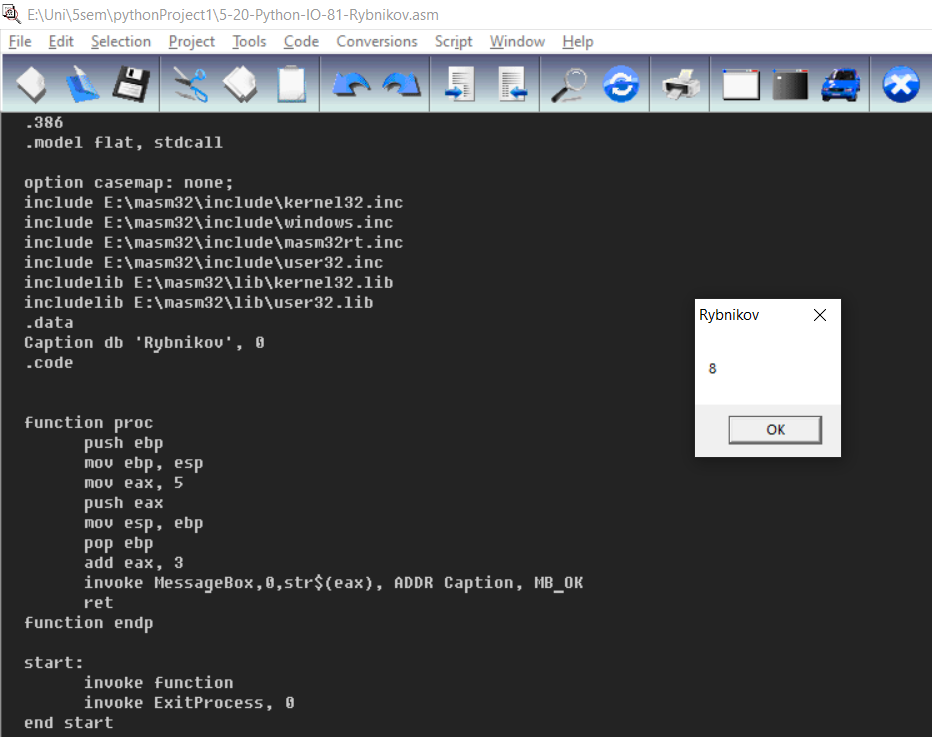 E:\Uni\5sem\pythonProject1\5-20-Python-IO-81-Rybnikov.asm
File Edit Selection Project Tools Code Conversions Script Window Help
.386
.model flat, stdcall
option casemap: none;
include E:\masm32\include\kernel32.inc
include E:\masm32\include\windows.inc
include E:\masm32\include\masm32rt.inc
include E:\masm32\include\user32.inc
includelib E:\masm32\lib\kernel32.lib
includelib E:\masm32\lib\user32.lib
.data
Caption db 'Rybnikov', 0
.code
function proc
push ebp
mov ebp, esp
mov eax, 5
push eax
mov esp, ebp
pop ebp
add eax, 3
invoke MessageBox,0,str$(eax), ADDR Caption, MB_OK
ret
function endp
start:
invoke function
invoke ExitProcess, 0
end start
Rybnikov
8
OK